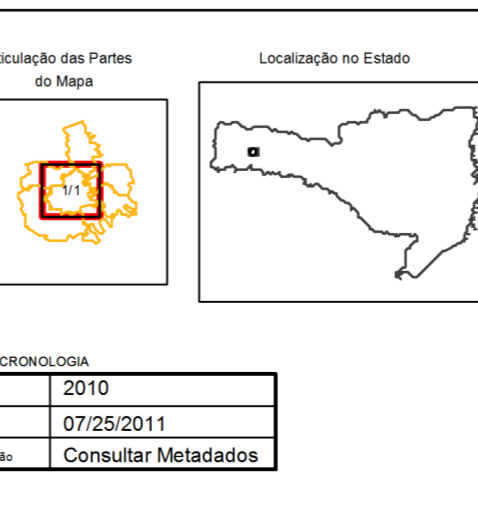 ticulação das Partes
do Mapa
Localização no Estado
1/1
CRONOLOGIA
2010
07/25/2011
ão Consultar Metadados